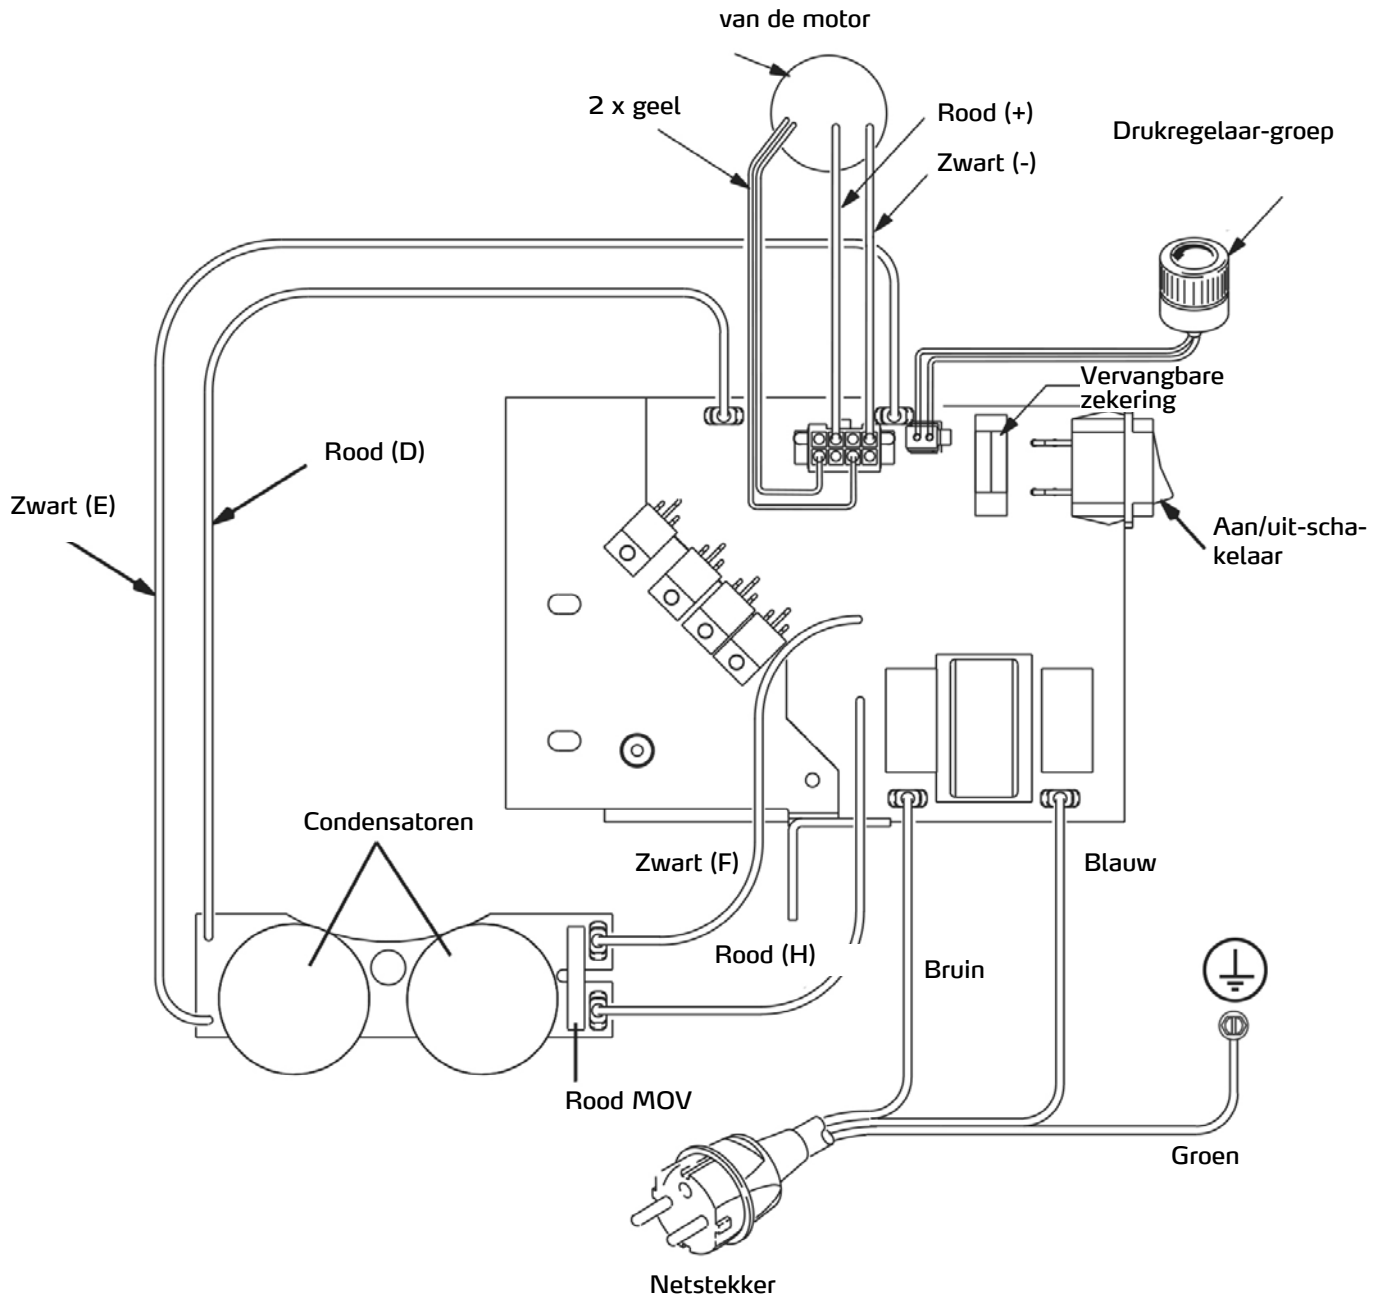 van de motor
2 x geel
Rood (+)
Drukregelaar-groep
Zwart (-)
Vervangbare
zekering
Rood (D)
Zwart (E)
Aan/uit-scha-
kelaar
Condensatoren
Zwart (F)
Blauw
Rood (H)
Bruin
Rood MOV
Groen
Netstekker